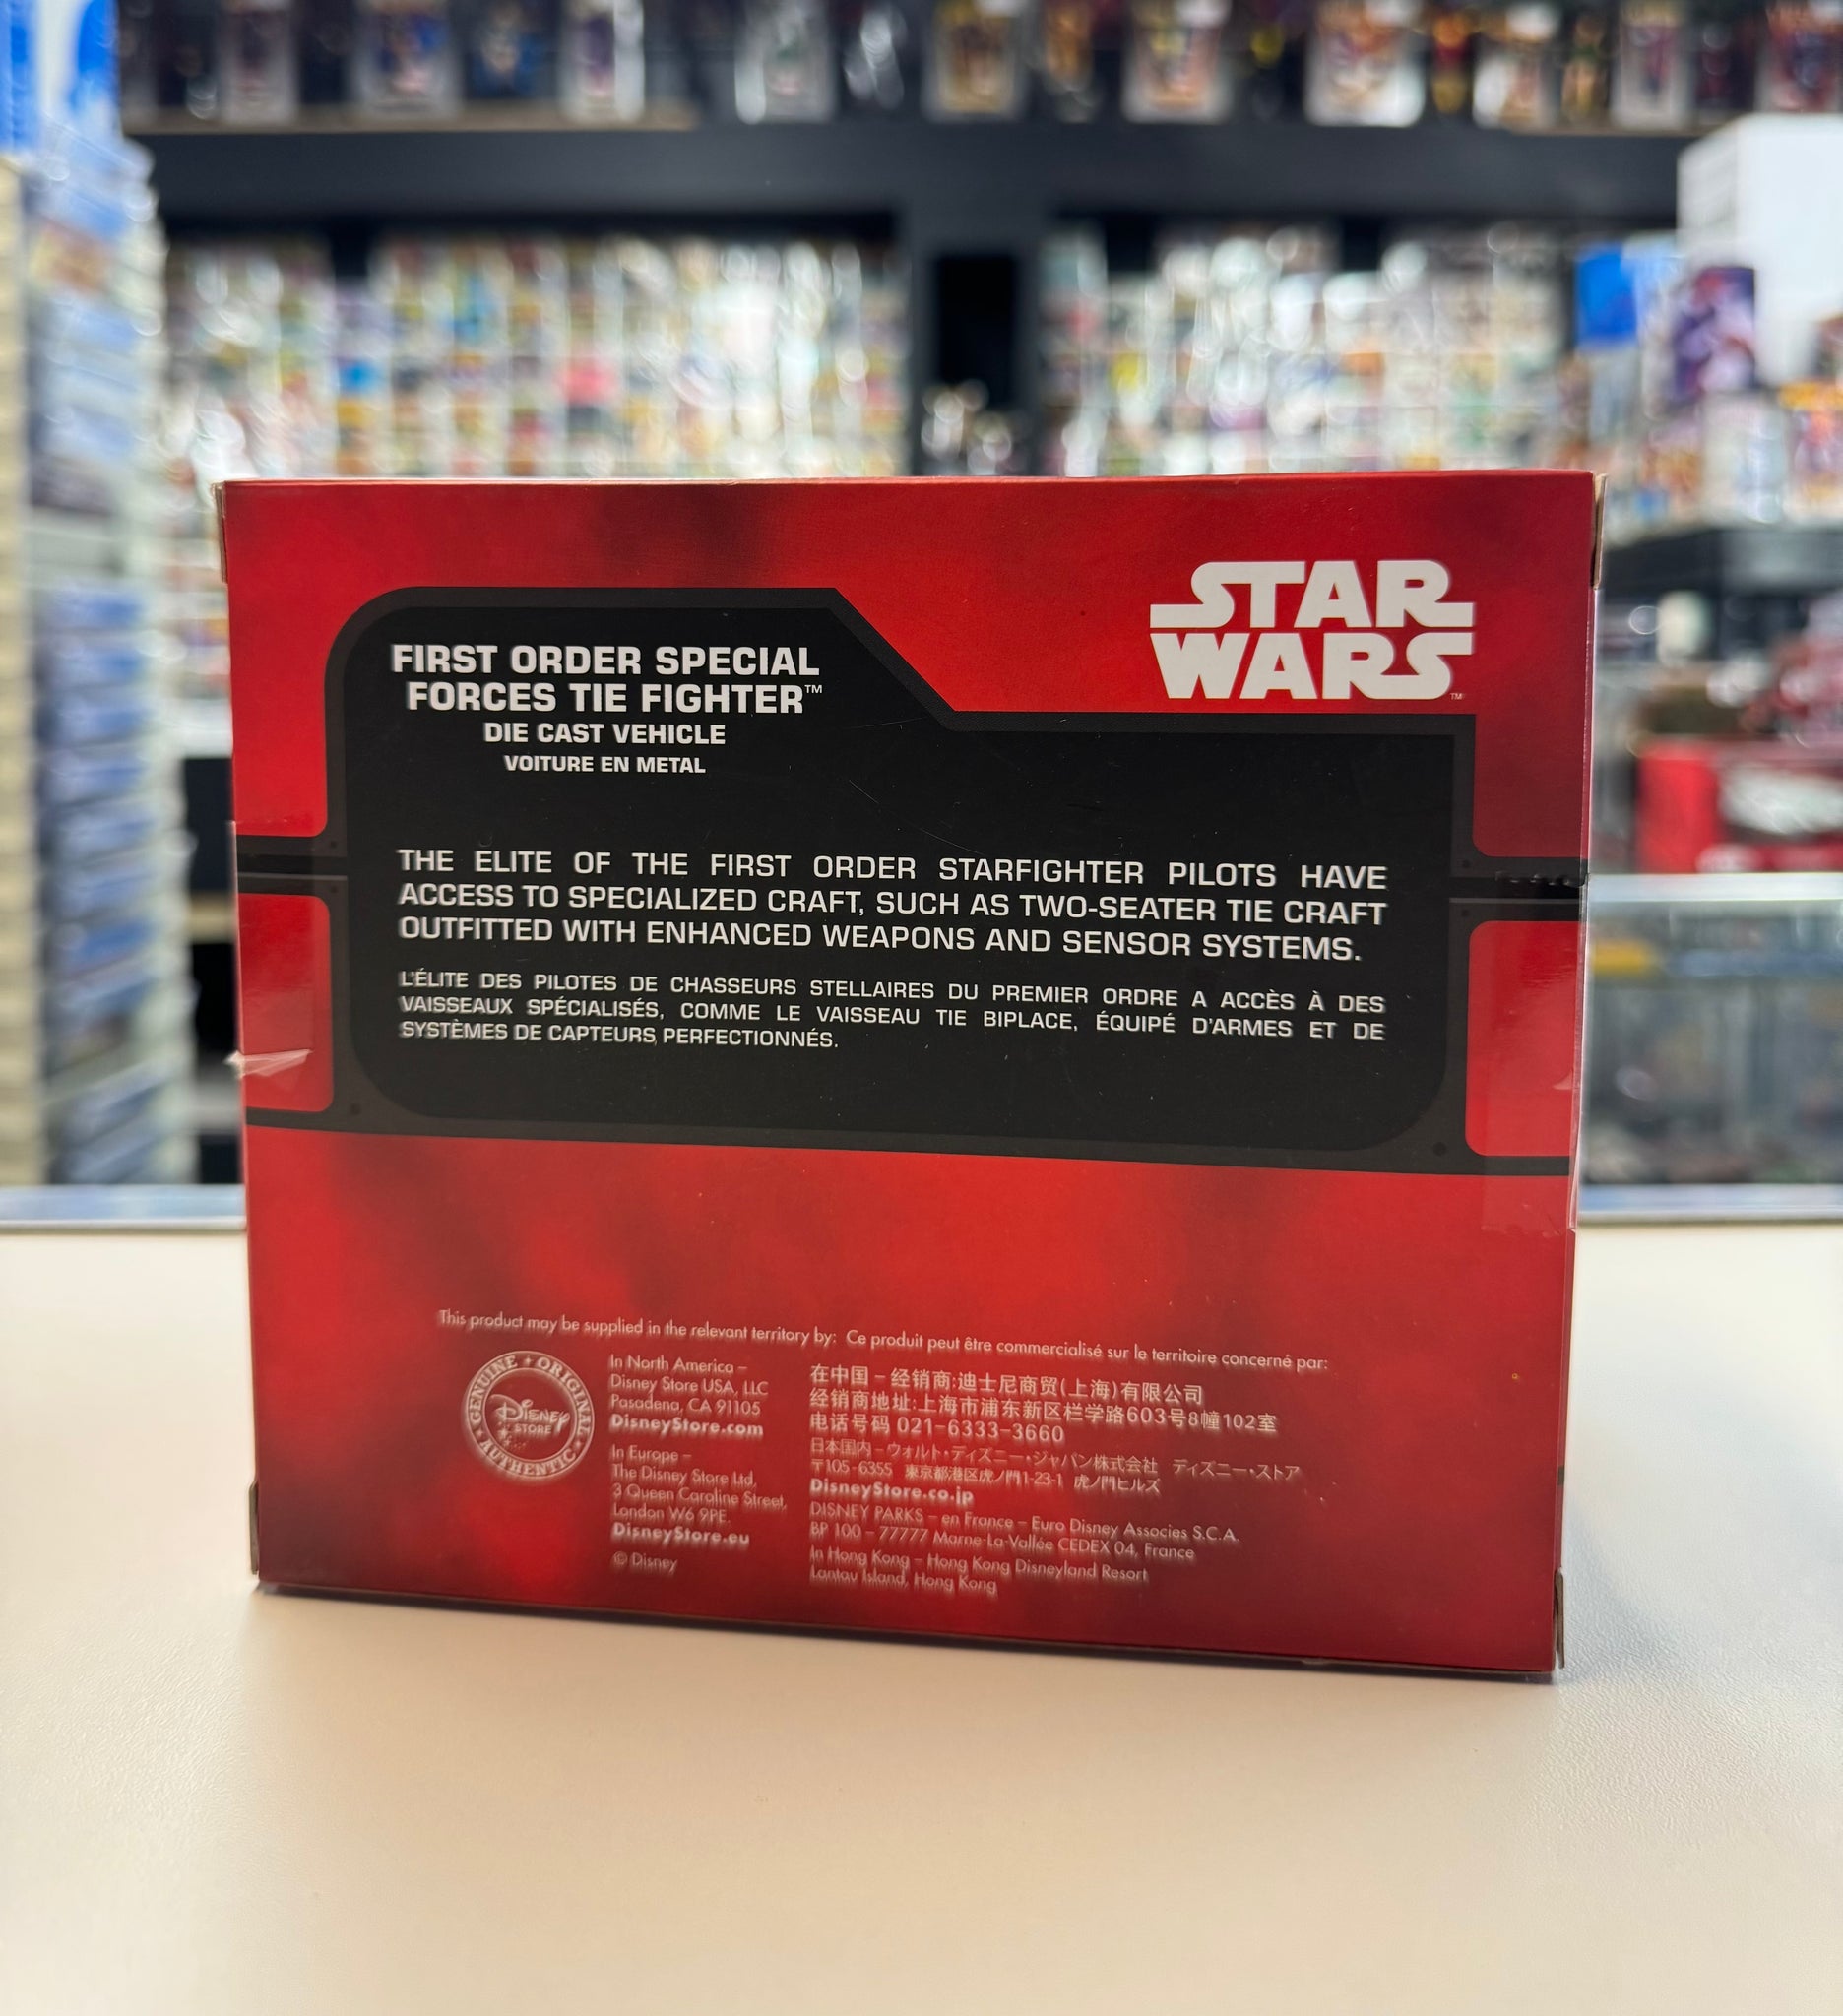 STAR
WARS
™
FIRST ORDER SPECIAL
FORCES TIE FIGHTER™
DIE CAST VEHICLE
VOITURE EN METAL
THE ELITE OF THE FIRST ORDER STARFIGHTER PILOTS HAVE
ACCESS TO SPECIALIZED CRAFT, SUCH AS TWO-SEATER TIE CRAFT
OUTFITTED WITH ENHANCED WEAPONS AND SENSOR SYSTEMS.
L'ÉLITE DES PILOTES DE CHASSEURS STELLAIRES DU PREMIER ORDRE A ACCÈS À DES
VAISSEAUX SPÉCIALISÉS, COMME LE VAISSEAU TIE BIPLACE, ÉQUIPÉ D'ARMES ET DE
SYSTÈMES DE CAPTEURS PERFECTIONNÉS.
This product may be supplied in the relevant territory by: Ce produit peut être commercialisé sur le territoire concerné par:
GENUINE • ORIGINAL • AUTHENTIC •
Disney
STORE
In North America –
Disney Store USA, LLC
Pasadena, CA 91105
DisneyStore.com
In Europe –
The Disney Store Ltd,
3 Queen Caroline Street,
London W6 9PE.
DisneyStore.eu
© Disney
在中国 – 经销商:迪士尼商贸(上海)有限公司
经销商地址:上海市浦东新区栏学路603号8幢102室
电话号码 021-6333-3660
日本国内 – ウォルト・ディズニー・ジャパン株式会社 ディズニー・ストア
〒105-6355 東京都港区虎ノ門1-23-1 虎ノ門ヒルズ
DisneyStore.co.jp
DISNEY PARKS – en France – Euro Disney Associes S.C.A.
BP 100 – 77777 Marne-La-Vallée CEDEX 04, France
In Hong Kong – Hong Kong Disneyland Resort
Lantau Island, Hong Kong